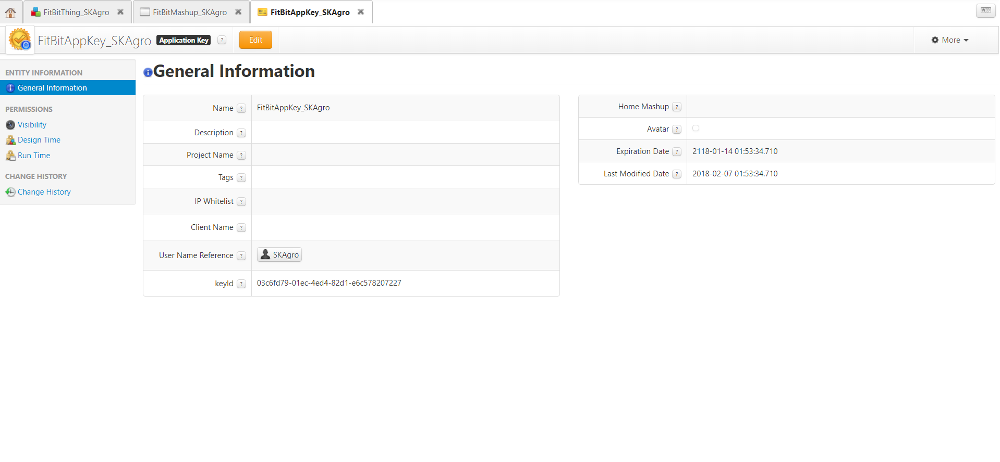 FitBitThing_SKAgro
FitBitMashup_SKAgro
FitBitAppKey_SKAgro
FitBitAppKey_SKAgro Application Key ? Edit
More
ENTITY INFORMATION
General Information
PERMISSIONS
Visibility
Design Time
Run Time
CHANGE HISTORY
Change History
General Information
Name ? FitBitAppKey_SKAgro
Description ?
Project Name ?
Tags ?
IP Whitelist ?
Client Name ?
User Name Reference ? SKAgro
keyId ? 03c6fd79-01ec-4ed4-82d1-e6c578207227
Home Mashup ?
Avatar ?
Expiration Date ? 2118-01-14 01:53:34.710
Last Modified Date ? 2018-02-07 01:53:34.710